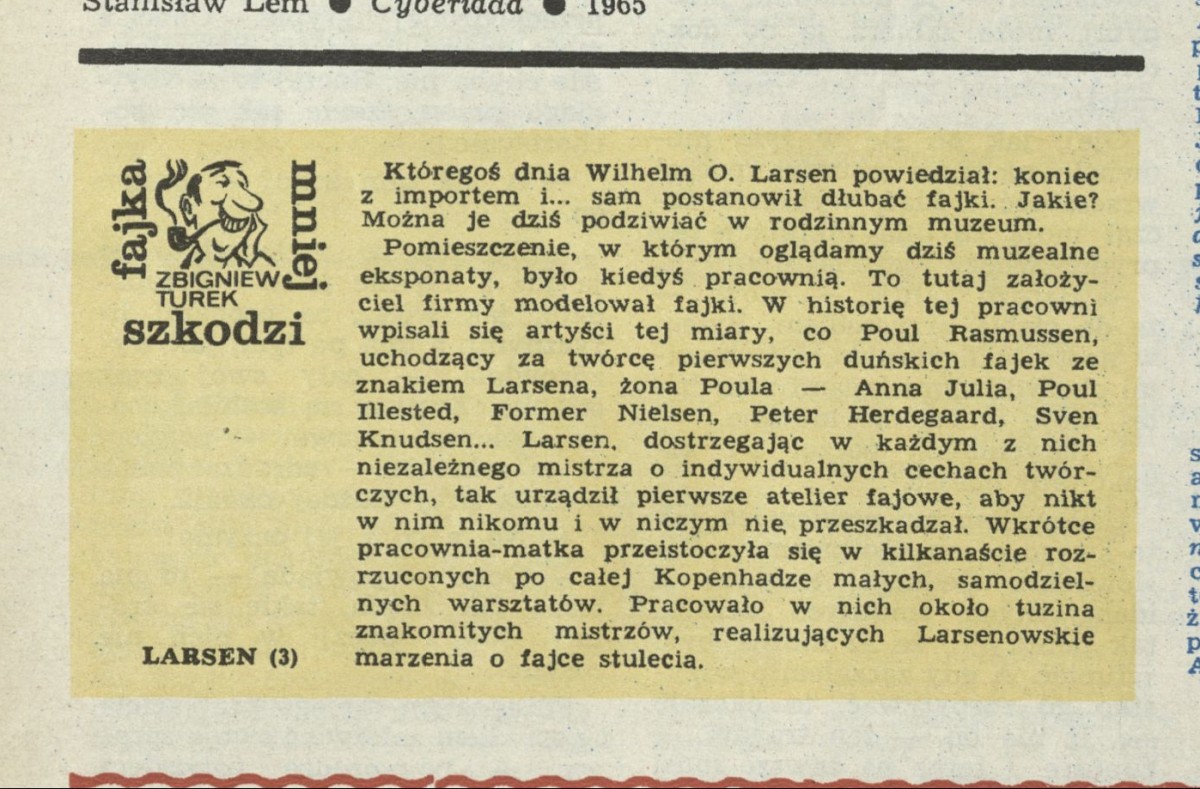 Stanisław Lem ● Cyberiada ● 1965
fajka
mniej
ZBIGNIEW
TUREK
szkodzi
LARSEN (3)
Któregoś dnia Wilhelm O. Larsen powiedział: koniec
z importem i... sam postanowił dłubać fajki. Jakie?
Można je dziś podziwiać w rodzinnym muzeum.
Pomieszczenie, w którym oglądamy dziś muzealne
eksponaty, było kiedyś pracownią. To tutaj założy-
ciel firmy modelował fajki. W historię tej pracowni
wpisali się artyści tej miary, co Poul Rasmussen,
uchodzący za twórcę pierwszych duńskich fajek ze
znakiem Larsena, żona Poula — Anna Julia, Poul
Illested, Former Nielsen, Peter Herdegaard, Sven
Knudsen... Larsen, dostrzegając w każdym z nich
niezależnego mistrza o indywidualnych cechach twór-
czych, tak urządził pierwsze atelier fajowe, aby nikt
w nim nikomu i w niczym nie przeszkadzał. Wkrótce
pracownia-matka przeistoczyła się w kilkanaście roz-
rzuconych po całej Kopenhadze małych, samodziel-
nych warsztatów. Pracowało w nich około tuzina
znakomitych mistrzów, realizujących Larsenowskie
marzenia o fajce stulecia.